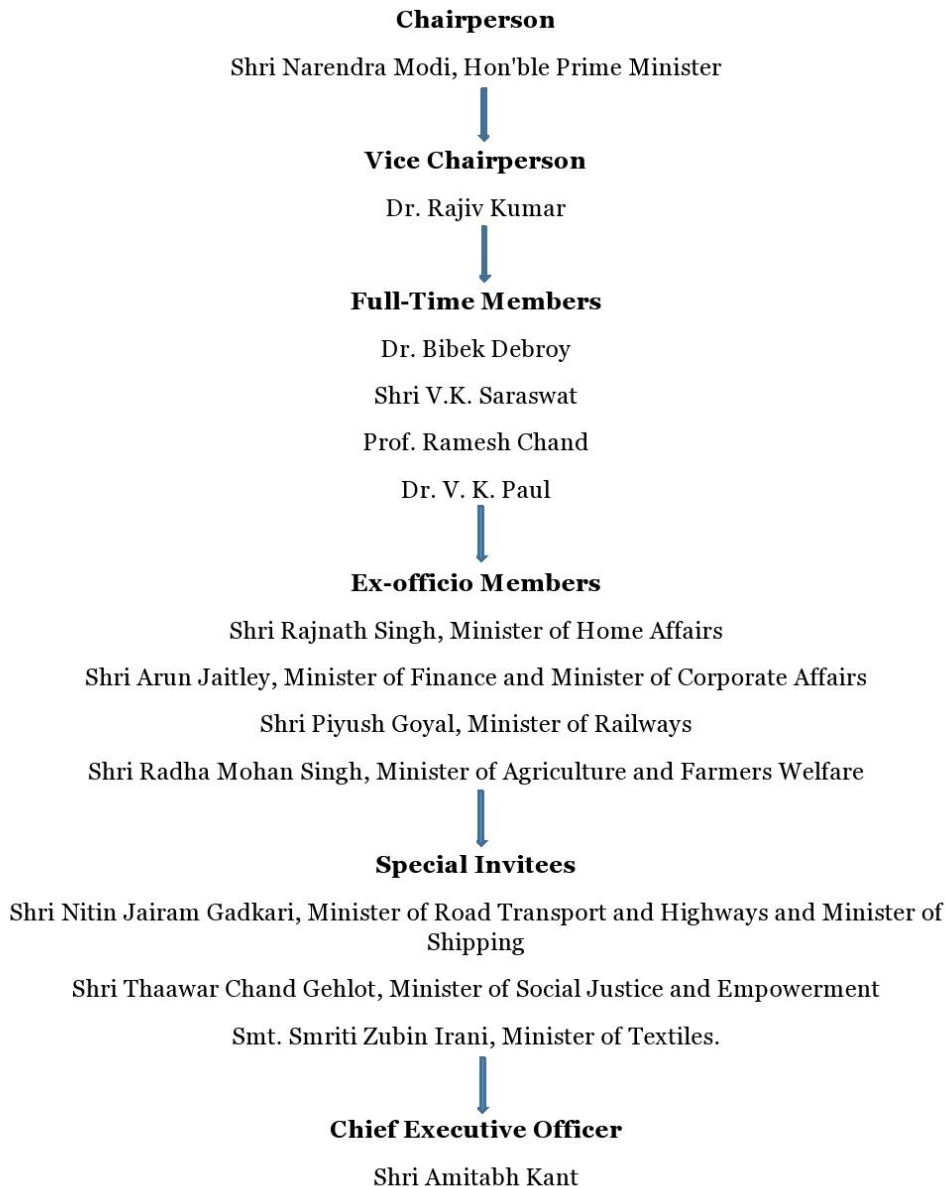 Chairperson
Shri Narendra Modi, Hon'ble Prime Minister
Vice Chairperson
Dr. Rajiv Kumar
Full-Time Members
Dr. Bibek Debroy
Shri V.K. Saraswat
Prof. Ramesh Chand
Dr. V. K. Paul
Ex-officio Members
Shri Rajnath Singh, Minister of Home Affairs
Shri Arun Jaitley, Minister of Finance and Minister of Corporate Affairs
Shri Piyush Goyal, Minister of Railways
Shri Radha Mohan Singh, Minister of Agriculture and Farmers Welfare
Special Invitees
Shri Nitin Jairam Gadkari, Minister of Road Transport and Highways and Minister of
Shipping
Shri Thaawar Chand Gehlot, Minister of Social Justice and Empowerment
Smt. Smriti Zubin Irani, Minister of Textiles.
Chief Executive Officer
Shri Amitabh Kant